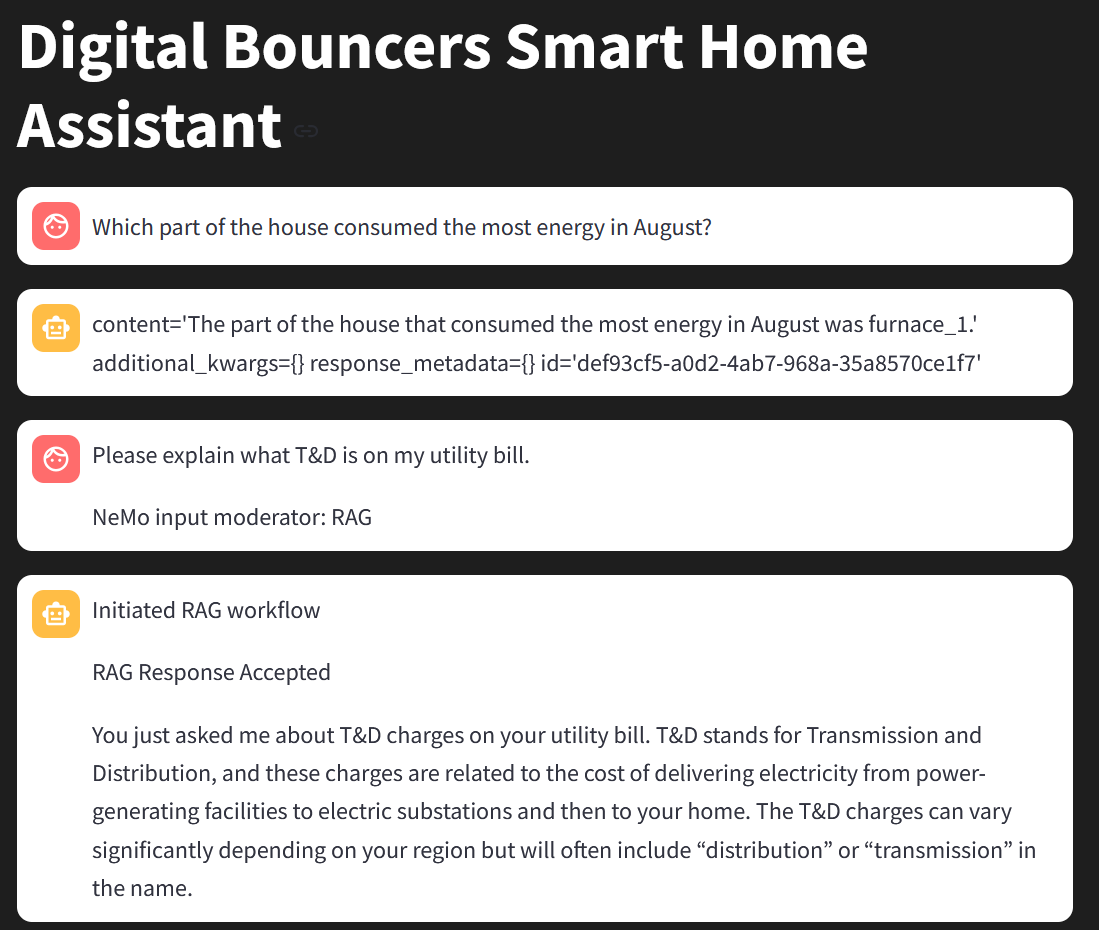 Digital Bouncers Smart Home
Assistant
Which part of the house consumed the most energy in August?
content='The part of the house that consumed the most energy in August was furnace_1.'
additional_kwargs={} response_metadata={} id='def93cf5-a0d2-4ab7-968a-35a8570ce1f7'
Please explain what T&D is on my utility bill.
NeMo input moderator: RAG
Initiated RAG workflow
RAG Response Accepted
You just asked me about T&D charges on your utility bill. T&D stands for Transmission and
Distribution, and these charges are related to the cost of delivering electricity from power-
generating facilities to electric substations and then to your home. The T&D charges can vary
significantly depending on your region but will often include “distribution” or “transmission” in
the name.